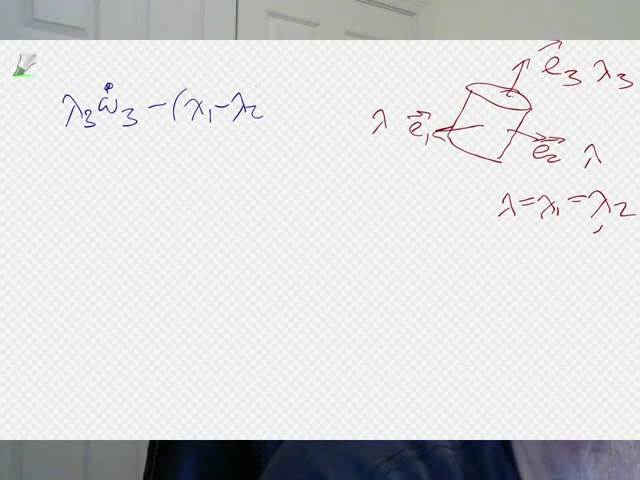 λ₃ω̇₃ - (λ₁ - λ₂
e⃗₃ λ₃
λ e⃗₁
e⃗₂ λ
λ = λ₁ = λ₂